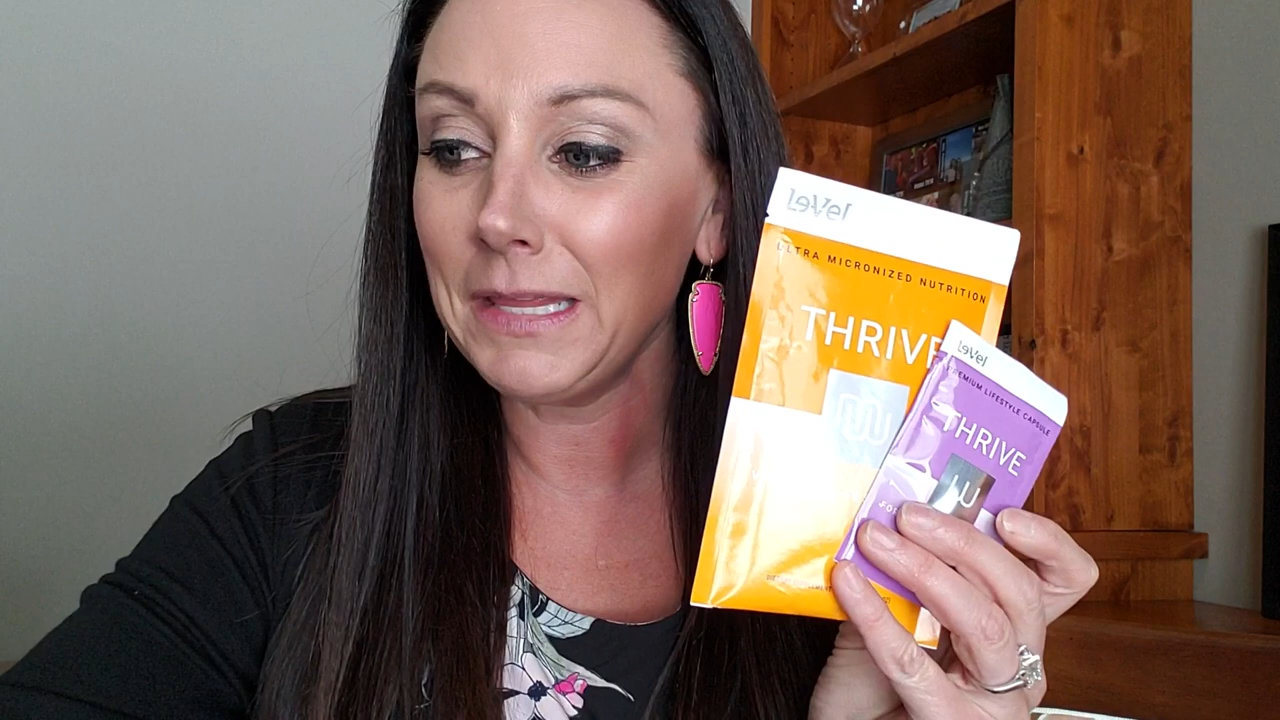 LeVel
ULTRA MICRONIZED NUTRITION
THRIVE
LeVel
PREMIUM LIFESTYLE CAPSULE
THRIVE